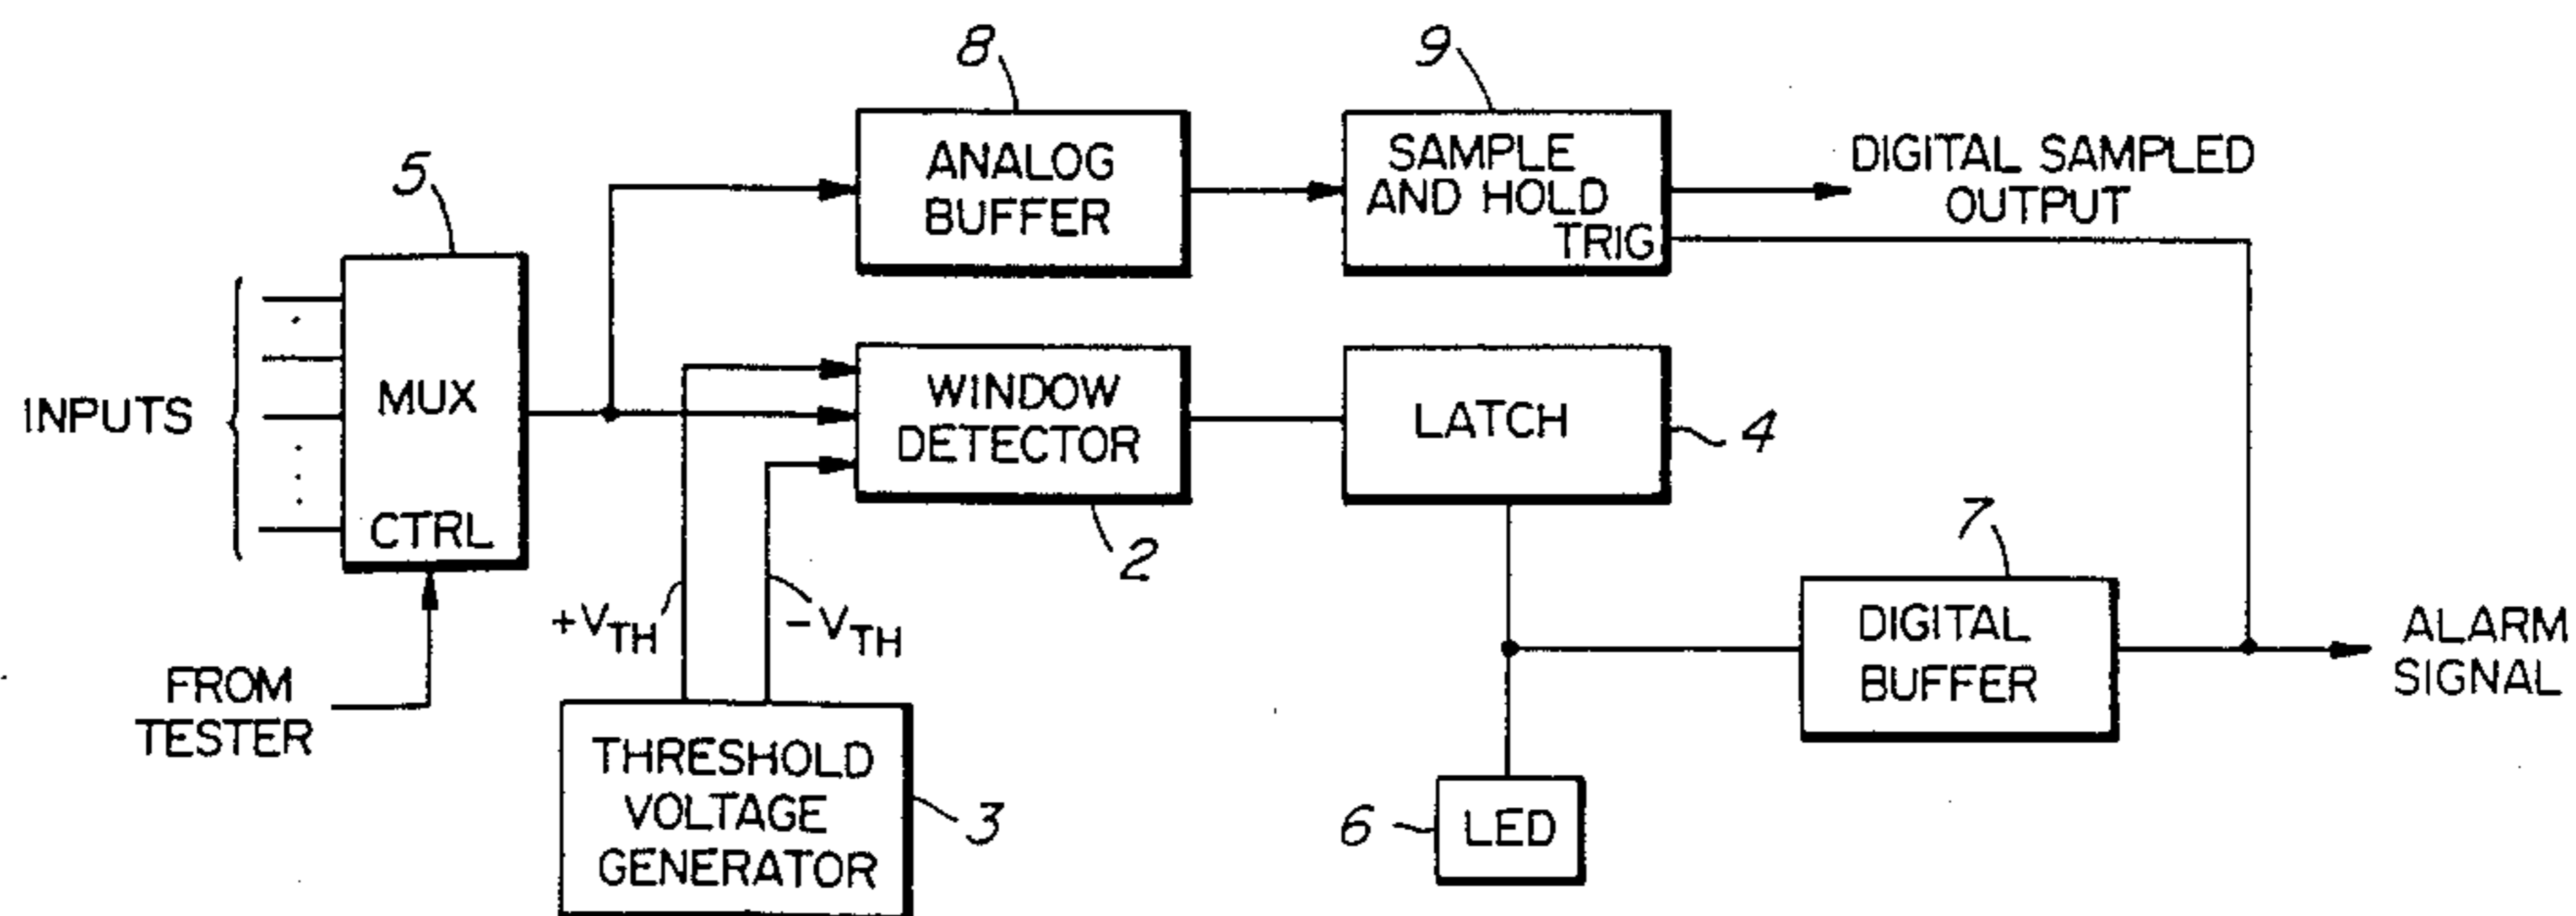 8
9
5
ANALOG
BUFFER
SAMPLE
AND HOLD
TRIG
DIGITAL SAMPLED
OUTPUT
INPUTS
MUX
CTRL
WINDOW
DETECTOR
2
LATCH
4
FROM
TESTER
+VTH
-VTH
THRESHOLD
VOLTAGE
GENERATOR
3
7
DIGITAL
BUFFER
ALARM
SIGNAL
6
LED